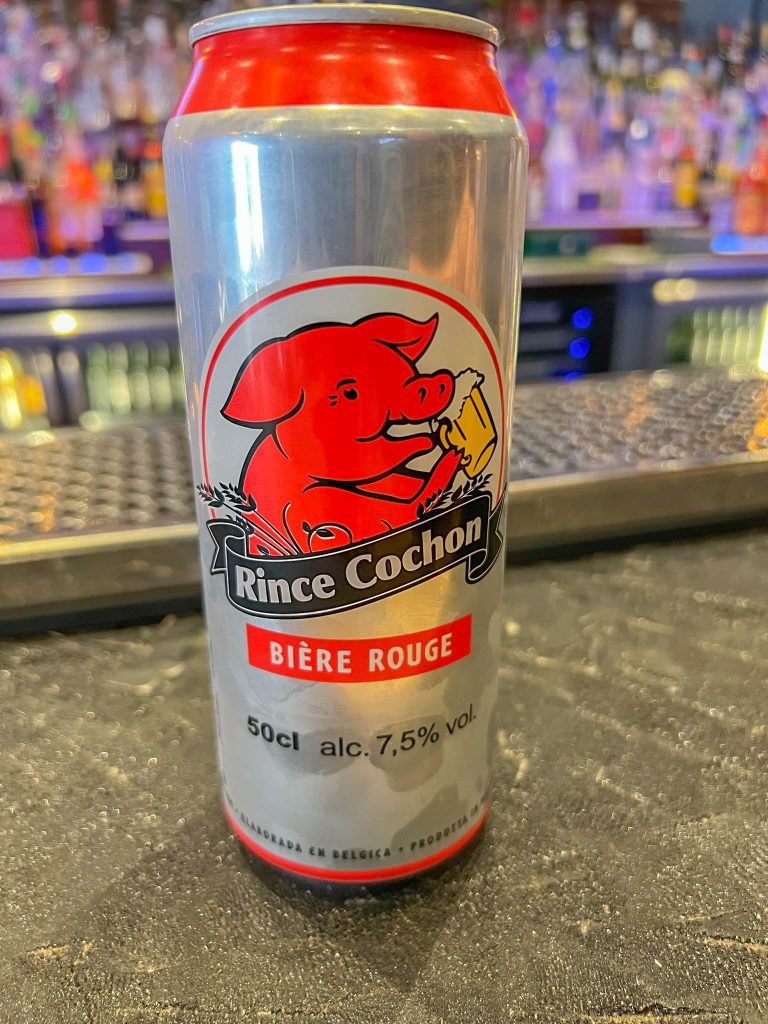 Rince Cochon
BIÈRE ROUGE
50cl alc. 7,5% vol.
ELABORADA EN BELGICA • PRODOTTA IN